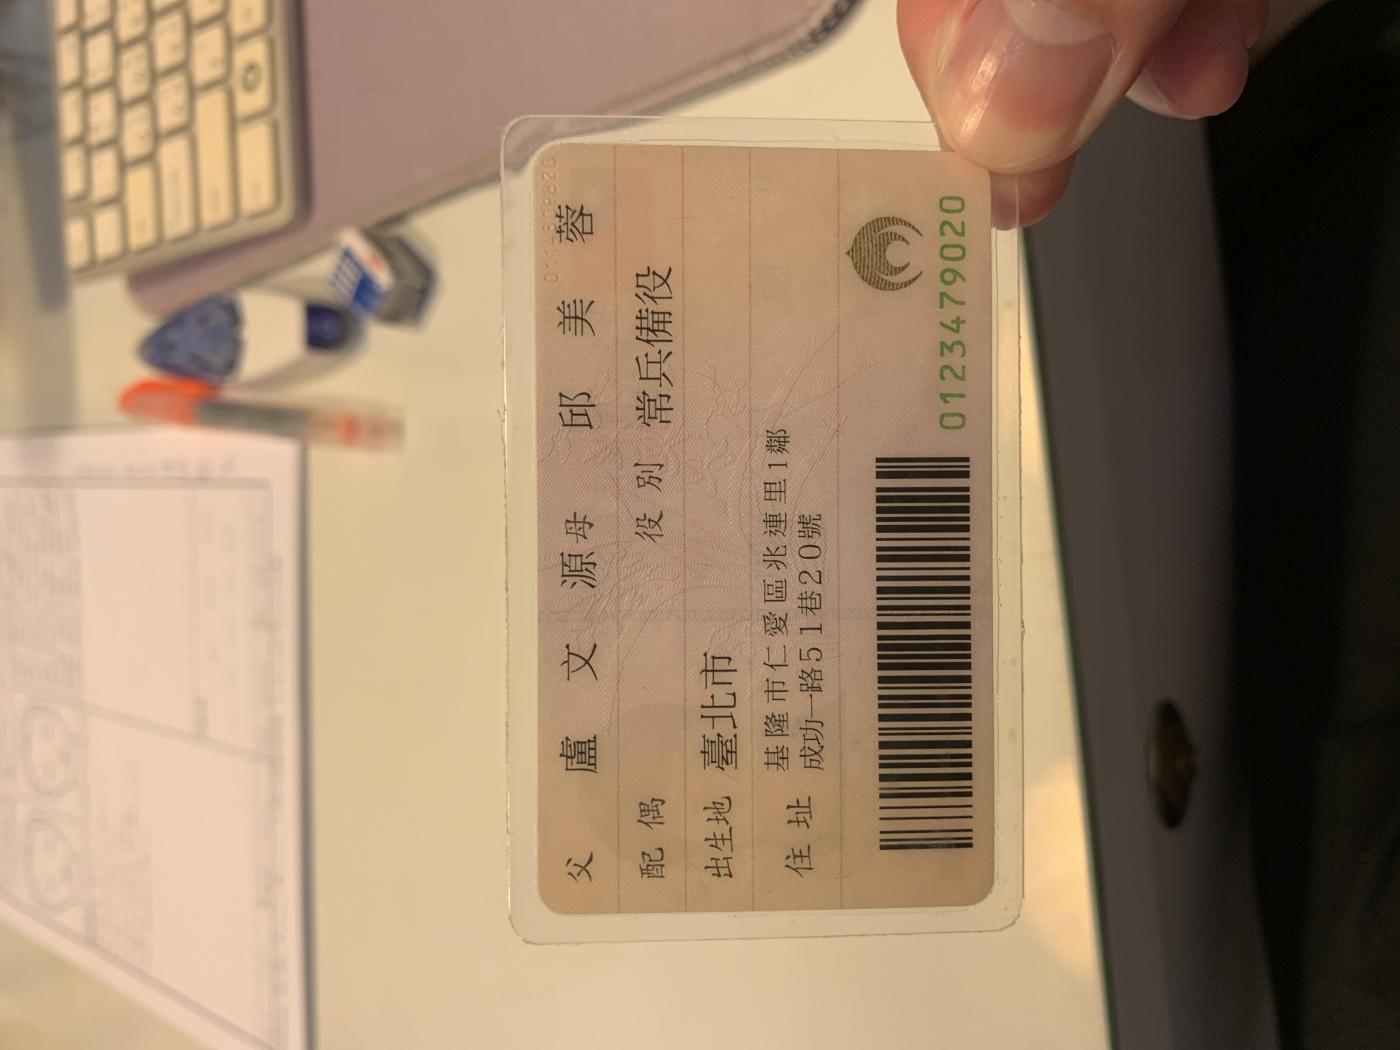 父 盧文源 母 邱美蓉
配偶 役別 常兵備役
出生地 臺北市
住址 基隆市仁愛區兆連里1鄰
成功一路51巷20號
0123479020